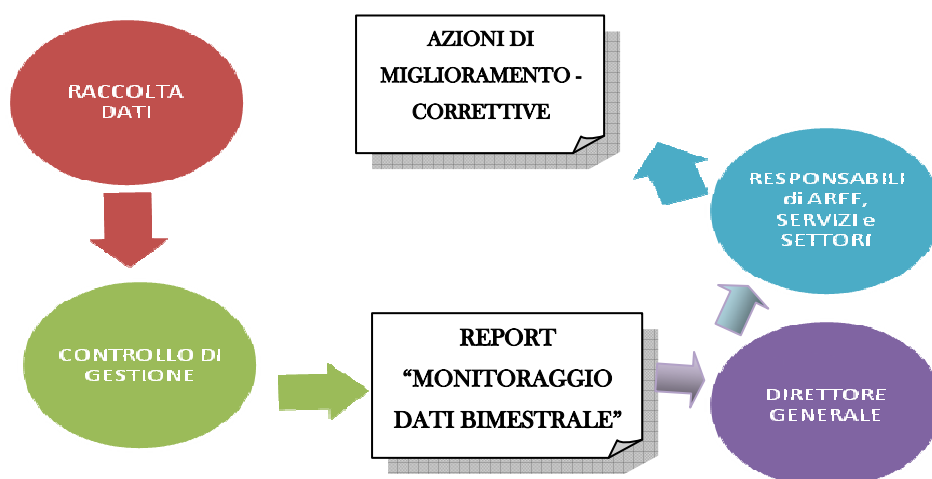 RACCOLTA
DATI
CONTROLLO DI
GESTIONE
REPORT
“MONITORAGGIO
DATI BIMESTRALE”
DIRETTORE
GENERALE
RESPONSABILI
di AREE,
SERVIZI e
SETTORI
AZIONI DI
MIGLIORAMENTO -
CORRETTIVE